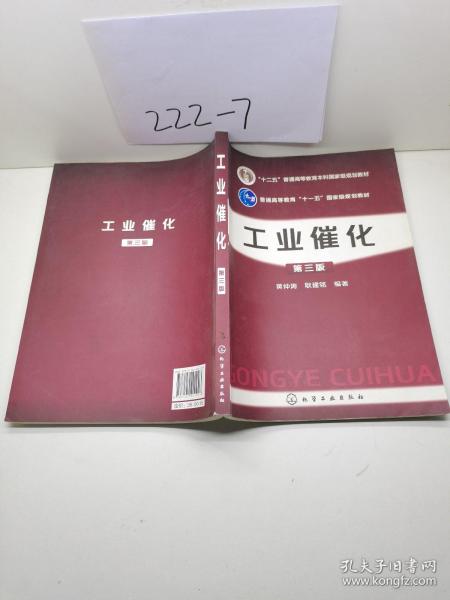 222-7
工业催化
第三版
工业催化
第三版
"十二五"普通高等教育本科国家级规划教材
普通高等教育"十一五"国家级规划教材
工业催化
第三版
黄仲涛 耿建铭 编著
GONGYE CUIHUA
化学工业出版社
孔夫子旧书网
www.kongfz.com